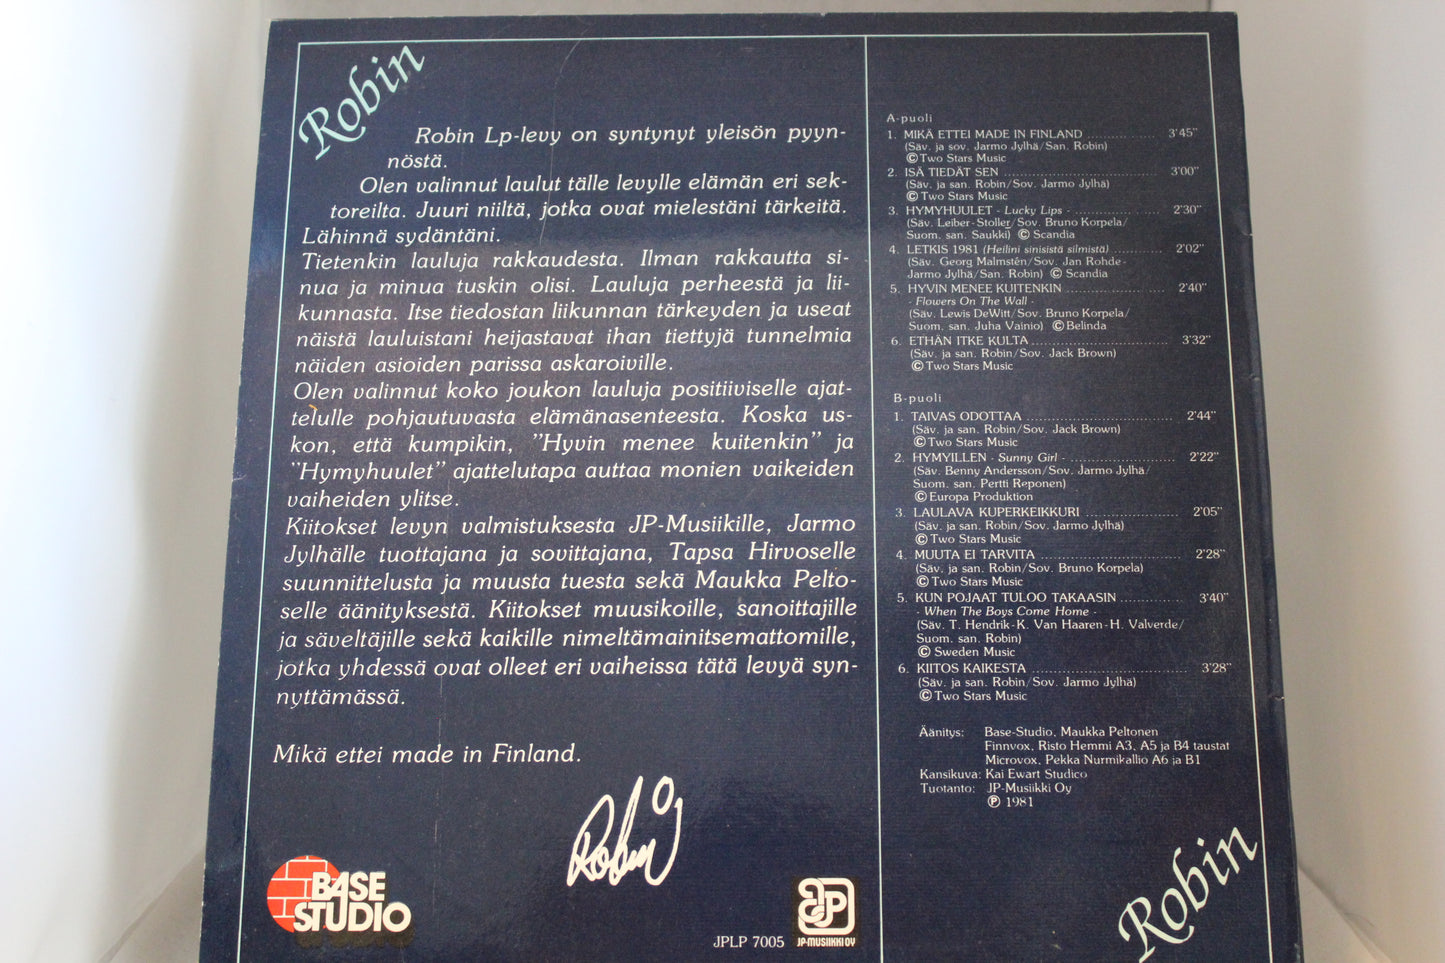 Robin
Robin Lp-levy on syntynyt yleisön pyyn-
nöstä.
Olen valinnut laulut tälle levylle elämän eri sek-
toreilta. Juuri niiltä, jotka ovat mielestäni tärkeitä.
Lähinnä sydäntäni.
Tietenkin lauluja rakkaudesta. Ilman rakkautta si-
nua ja minua tuskin olisi. Lauluja perheestä ja lii-
kunnasta. Itse tiedostan liikunnan tärkeyden ja useat
näistä lauluistani heijastavat ihan tiettyjä tunnelmia
näiden asioiden parissa askaroiville.
Olen valinnut koko joukon lauluja positiiviselle ajat-
telulle pohjautuvasta elämänasenteesta. Koska us-
kon, että kumpikin, "Hyvin menee kuitenkin" ja
"Hymyhuulet" ajattelutapa auttaa monien vaikeiden
vaiheiden ylitse.
Kiitokset levyn valmistuksesta JP-Musiikille, Jarmo
Jylhälle tuottajana ja sovittajana, Tapsa Hirvoselle
suunnittelusta ja muusta tuesta sekä Maukka Pelto-
selle äänityksestä. Kiitokset muusikoille, sanoittajille
ja säveltäjille sekä kaikille nimeltämainitsemattomille,
jotka yhdessä ovat olleet eri vaiheissa tätä levyä syn-
nyttämässä.
Mikä ettei made in Finland.
Robin
BASE
STUDIO
JPLP 7005
JP
JP-MUSIIKKI OY
A-puoli
1. MIKÄ ETTEI MADE IN FINLAND ............ 3'45"
(Säv. ja sov. Jarmo Jylhä/San. Robin)
© Two Stars Music
2. ISÄ TIEDÄT SEN ............ 3'00"
(Säv. ja san. Robin/Sov. Jarmo Jylhä)
© Two Stars Music
3. HYMYHUULET - Lucky Lips - ............ 2'30"
(Säv. Leiber-Stoller/Sov. Bruno Korpela/
Suom. san. Saukki) © Scandia
4. LETKIS 1981 (Heilini sinisistä silmistä) ............ 2'02"
(Säv. Georg Malmstén/Sov. Jan Rohde-
Jarmo Jylhä/San. Robin) © Scandia
5. HYVIN MENEE KUITENKIN ............ 2'40"
- Flowers On The Wall -
(Säv. Lewis DeWitt/Sov. Bruno Korpela/
Suom. san. Juha Vainio) © Belinda
6. ETHÄN ITKE KULTA ............ 3'32"
(Säv. ja san. Robin/Sov. Jack Brown)
© Two Stars Music
B-puoli
1. TAIVAS ODOTTAA ............ 2'44"
(Säv. ja san. Robin/Sov. Jack Brown)
© Two Stars Music
2. HYMYILLEN - Sunny Girl - ............ 2'22"
(Säv. Benny Andersson/Sov. Jarmo Jylhä/
Suom. san. Pertti Reponen)
© Europa Produktion
3. LAULAVA KUPERKEIKKURI ............ 2'05"
(Säv. ja san. Robin/Sov. Jarmo Jylhä)
© Two Stars Music
4. MUUTA EI TARVITA ............ 2'28"
(Säv. ja san. Robin/Sov. Bruno Korpela)
© Two Stars Music
5. KUN POJAAT TULOO TAKAASIN ............ 3'40"
- When The Boys Come Home -
(Säv. T. Hendrik-K. Van Haaren-H. Valverde/
Suom. san. Robin)
© Sweden Music
6. KIITOS KAIKESTA ............ 3'28"
(Säv. ja san. Robin/Sov. Jarmo Jylhä)
© Two Stars Music
Äänitys: Base-Studio, Maukka Peltonen
Finnvox, Risto Hemmi A3, A5 ja B4 taustat
Microvox, Pekka Nurmikallio A6 ja B1
Kansikuva: Kai Ewart Studico
Tuotanto: JP-Musiikki Oy
℗ 1981
Robin